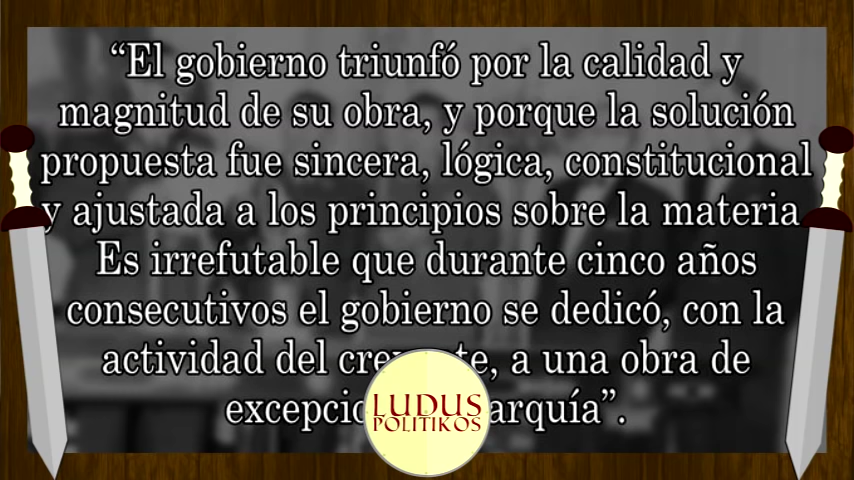 “El gobierno triunfó por la calidad y
magnitud de su obra, y porque la solución
propuesta fue sincera, lógica, constitucional
y ajustada a los principios sobre la materia
Es irrefutable que durante cinco años
consecutivos el gobierno se dedicó, con la
actividad del a una obra de
de
LUDUS
POLITIKOS